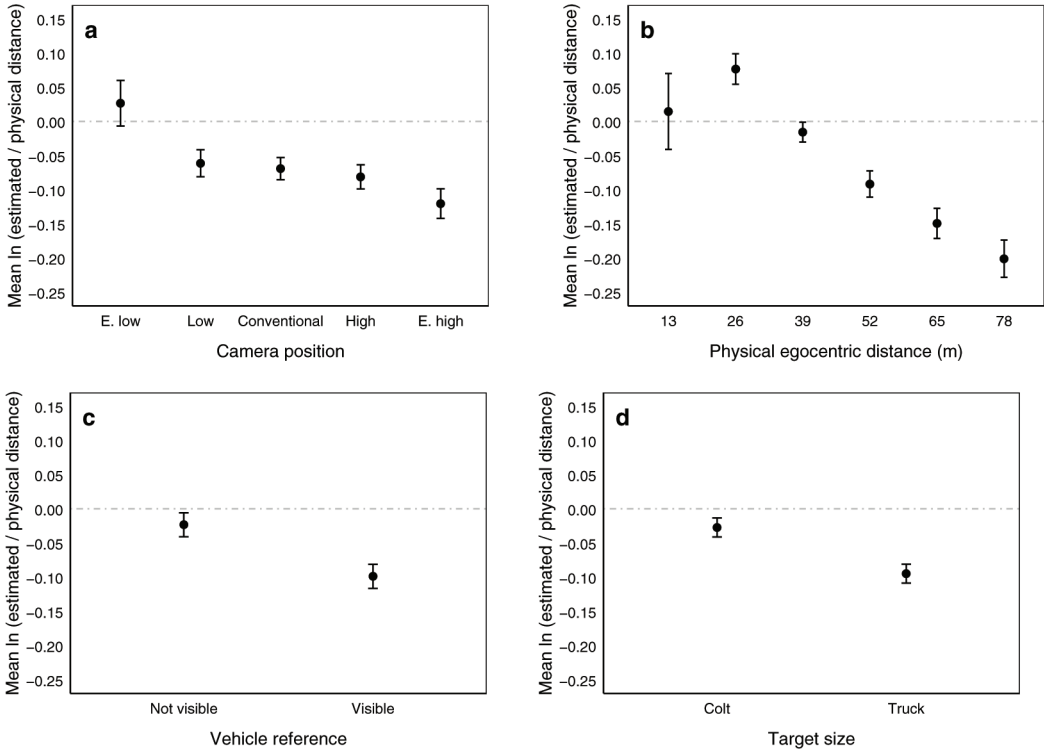 a
Mean ln (estimated / physical distance)
0.15
0.10
0.05
0.00
−0.05
−0.10
−0.15
−0.20
−0.25
E. low Low Conventional High E. high
Camera position
b
Mean ln (estimated / physical distance)
0.15
0.10
0.05
0.00
−0.05
−0.10
−0.15
−0.20
−0.25
13 26 39 52 65 78
Physical egocentric distance (m)
c
Mean ln (estimated / physical distance)
0.15
0.10
0.05
0.00
−0.05
−0.10
−0.15
−0.20
−0.25
Not visible Visible
Vehicle reference
d
Mean ln (estimated / physical distance)
0.15
0.10
0.05
0.00
−0.05
−0.10
−0.15
−0.20
−0.25
Colt Truck
Target size